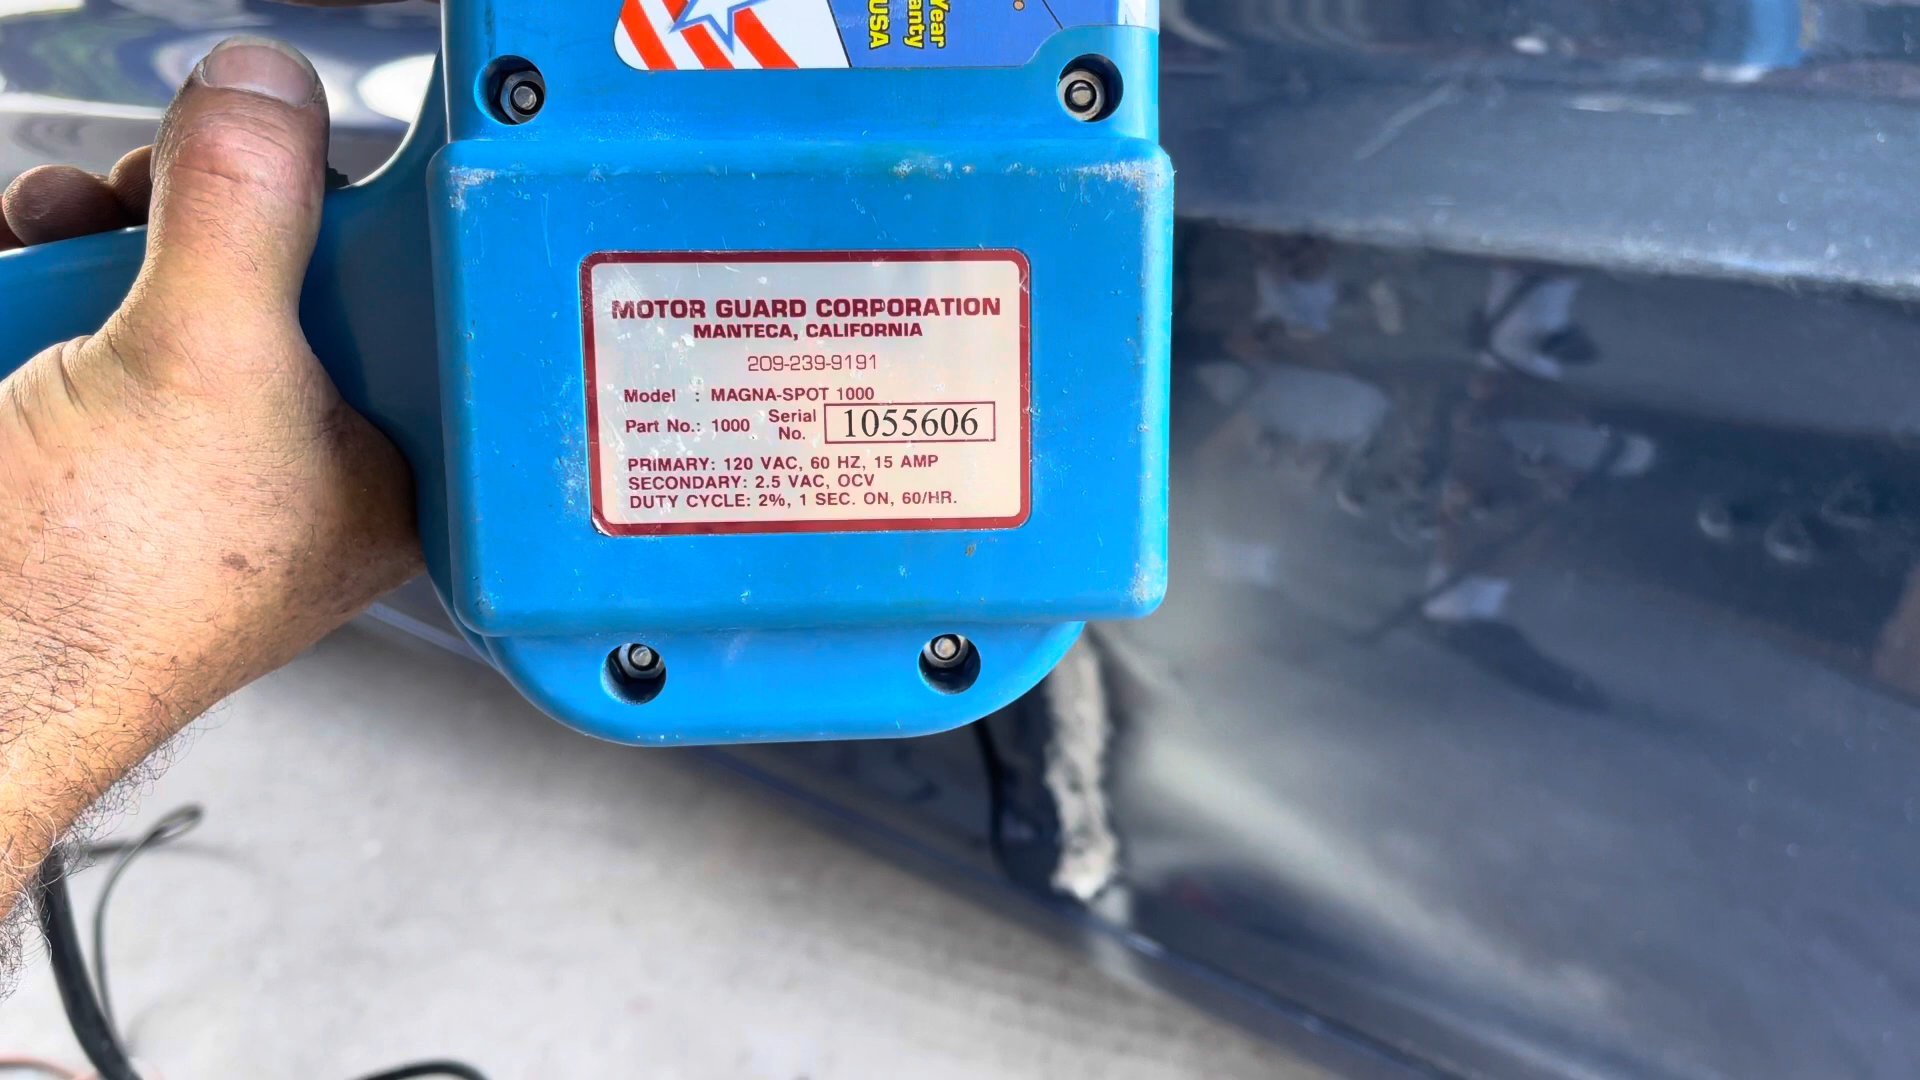 Year
anty
USA
MOTOR GUARD CORPORATION
MANTECA, CALIFORNIA
209-239-9191
Model : MAGNA-SPOT 1000
Part No.: 1000 Serial No. 1055606
PRIMARY: 120 VAC, 60 HZ, 15 AMP
SECONDARY: 2.5 VAC, OCV
DUTY CYCLE: 2%, 1 SEC. ON, 60/HR.